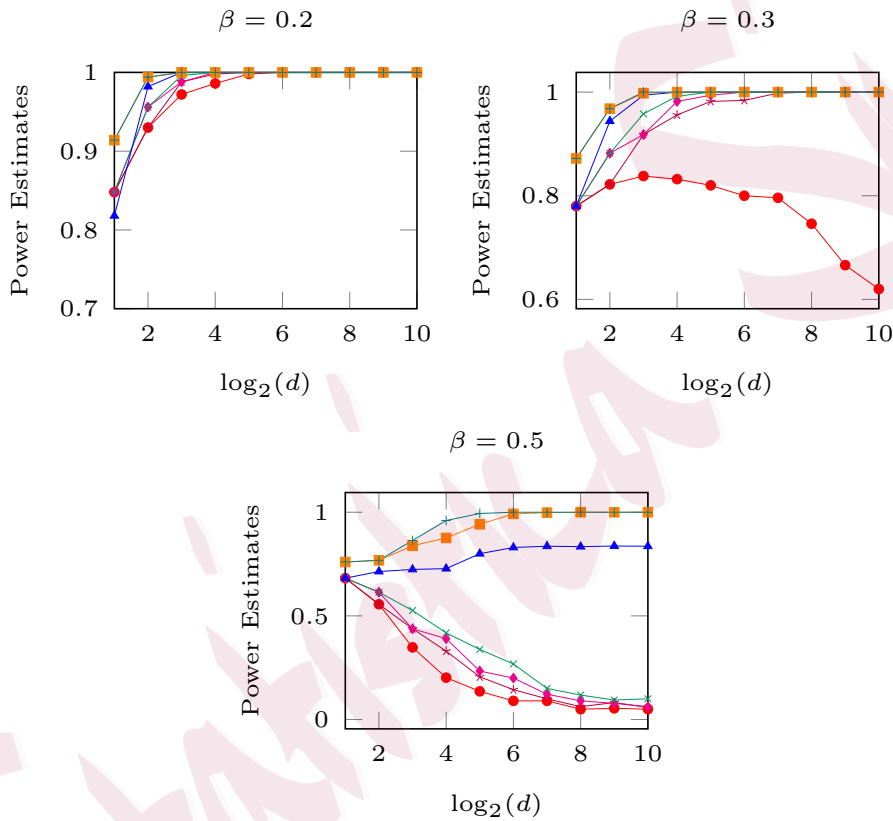 β = 0.2
1
0.9
0.8
0.7
2 4 6 8 10
Power Estimates
log₂(d)
β = 0.3
1
0.8
0.6
2 4 6 8 10
Power Estimates
log₂(d)
β = 0.5
1
0.5
0
2 4 6 8 10
Power Estimates
log₂(d)